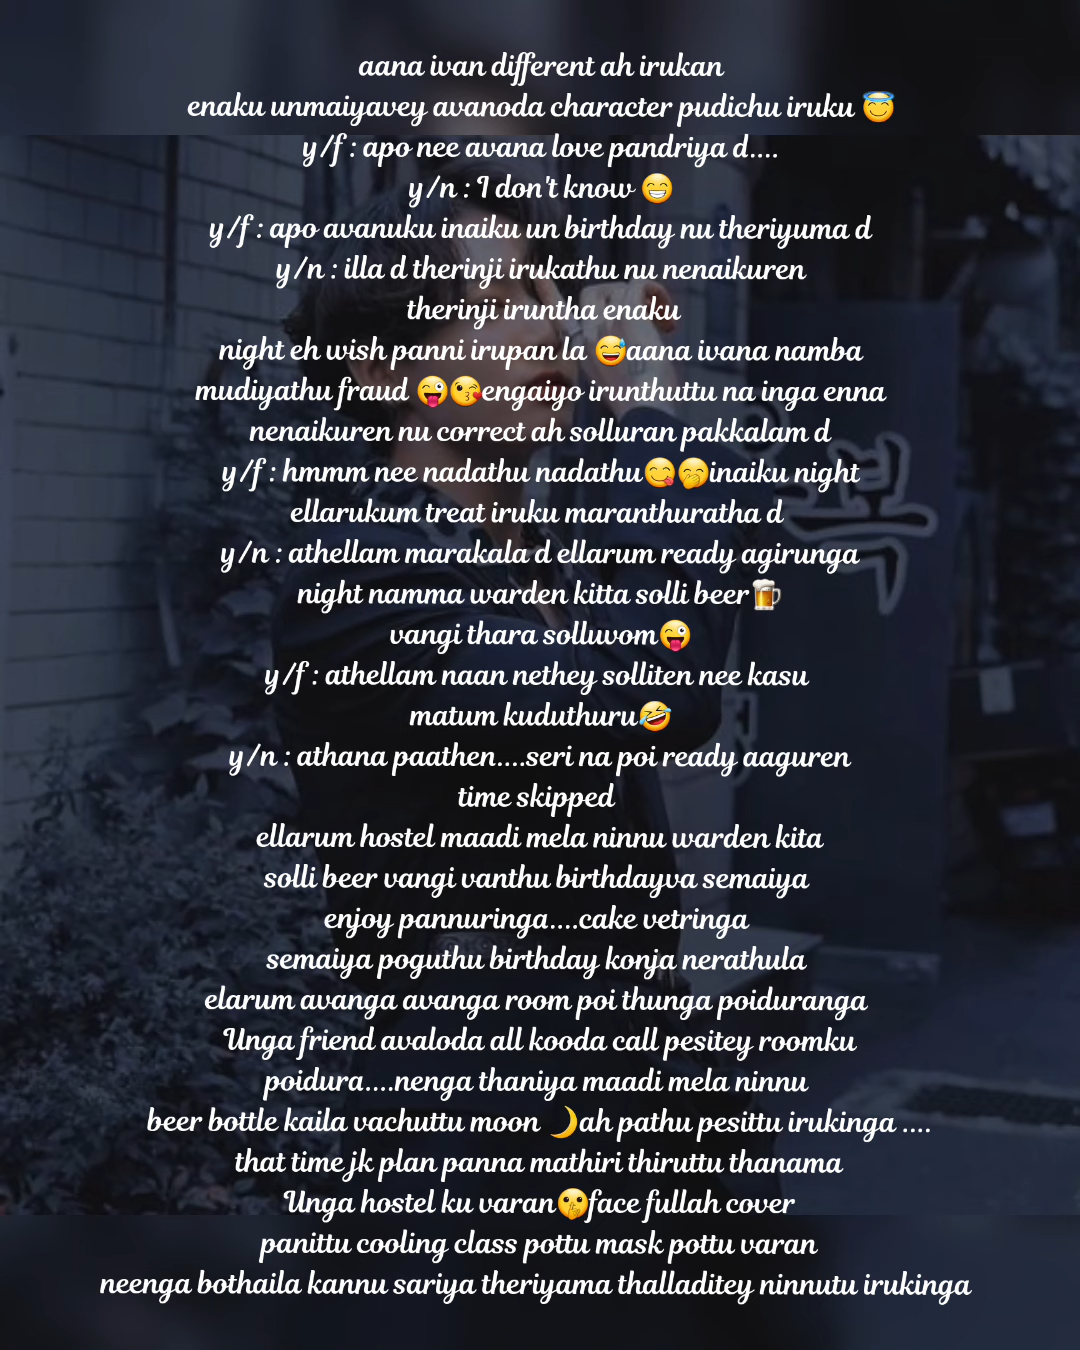 aana ivan different ah irukan
enaku unmaiyavey avanoda character pudichu iruku 😇
y/f : apo nee avana love pandriya d....
y/n : I don't know 😁
y/f : apo avanuku inaiku un birthday nu theriyuma d
y/n : illa d therinji irukathu nu nenaikuren
therinji iruntha enaku
night eh wish panni irupan la 😅aana ivana namba
mudiyathu fraud 😜😘engaiyo irunthuttu na inga enna
nenaikuren nu correct ah solluran pakkalam d
y/f : hmmm nee nadathu nadathu😋🤭inaiku night
ellarukum treat iruku maranthuratha d
y/n : athellam marakala d ellarum ready agirunga
night namma warden kitta solli beer🍺
vangi thara solluvom😜
y/f : athellam naan nethey solliten nee kasu
matum kuduthuru🤣
y/n : athana paathen....seri na poi ready aaguren
time skipped
ellarum hostel maadi mela ninnu warden kita
solli beer vangi vanthu birthdayva semaiya
enjoy pannuringa....cake vetringa
semaiya poguthu birthday konja nerathula
elarum avanga avanga room poi thunga poiduranga
Unga friend avaloda all kooda call pesitey roomku
poidura....nenga thaniya maadi mela ninnu
beer bottle kaila vachuttu moon 🌙ah pathu pesittu irukinga ....
that time jk plan panna mathiri thiruttu thanama
Unga hostel ku varan🤫face fullah cover
panittu cooling class pottu mask pottu varan
neenga bothaila kannu sariya theriyama thalladitey ninnutu irukinga
복